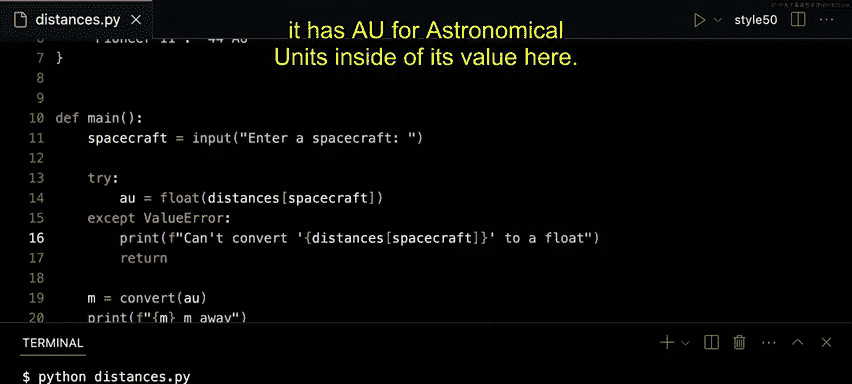 distances.py
style50
it has AU for Astronomical
Units inside of its value here.
6 "Pioneer 11": "44 AU"
7 }
8
9
10 def main():
11 spacecraft = input("Enter a spacecraft: ")
12
13 try:
14 au = float(distances[spacecraft])
15 except ValueError:
16 print(f"Can't convert '{distances[spacecraft]}' to a float")
17 return
18
19 m = convert(au)
20 print(f"{m} m away")
TERMINAL
$ python distances.py